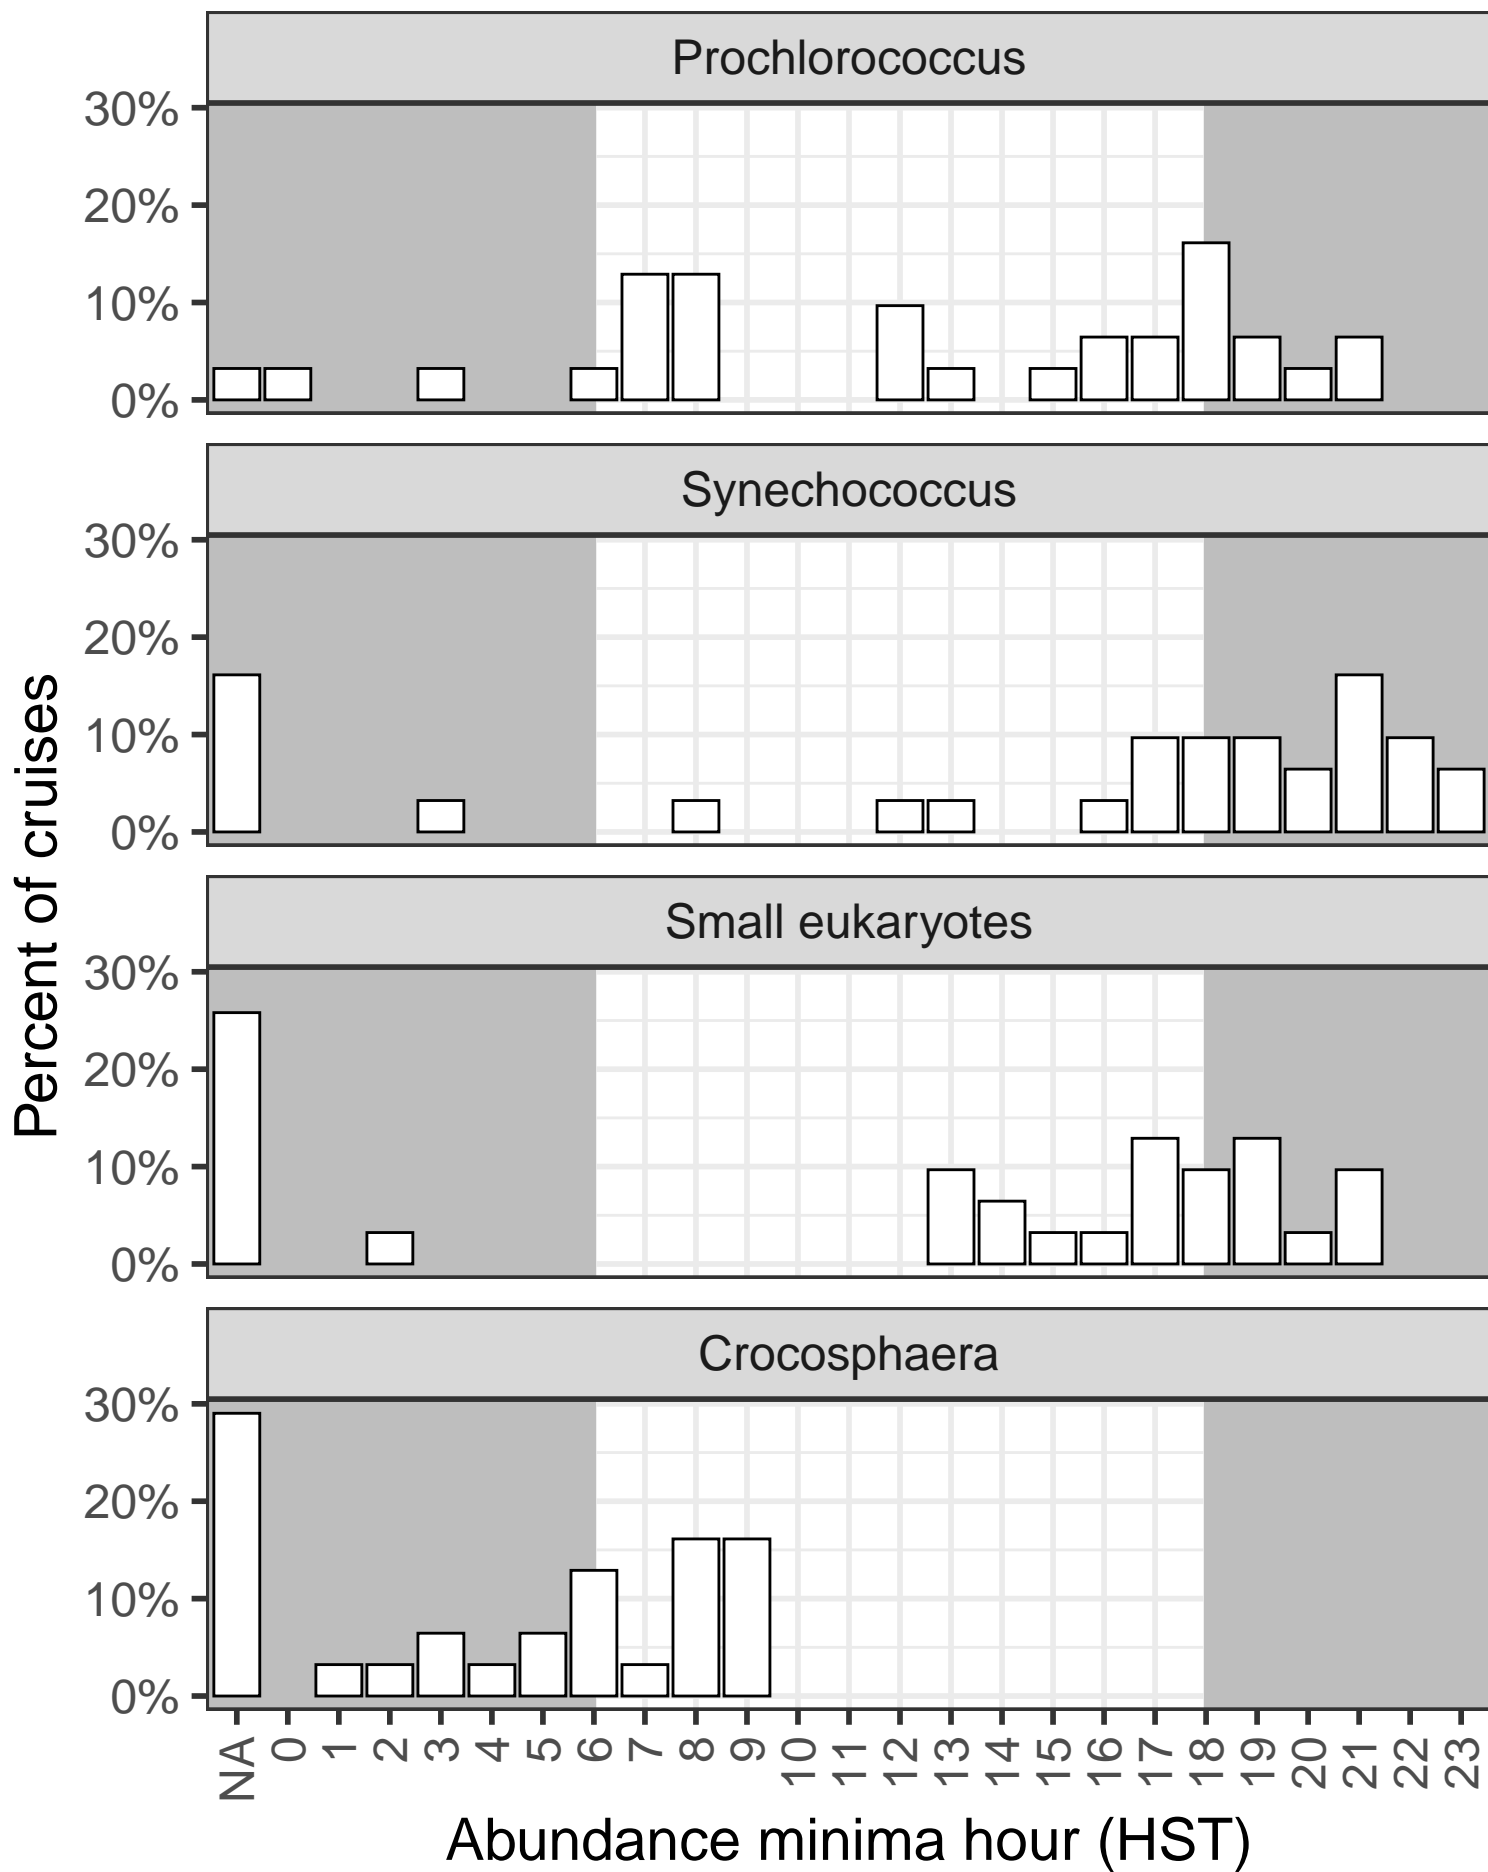 Prochlorococcus
30%
20%
10%
0%
Synechococcus
30%
20%
10%
0%
Small eukaryotes
30%
20%
10%
0%
Crocosphaera
30%
20%
10%
0%
Percent of cruises
NA 0 1 2 3 4 5 6 7 8 9 10 11 12 13 14 15 16 17 18 19 20 21 22 23
Abundance minima hour (HST)